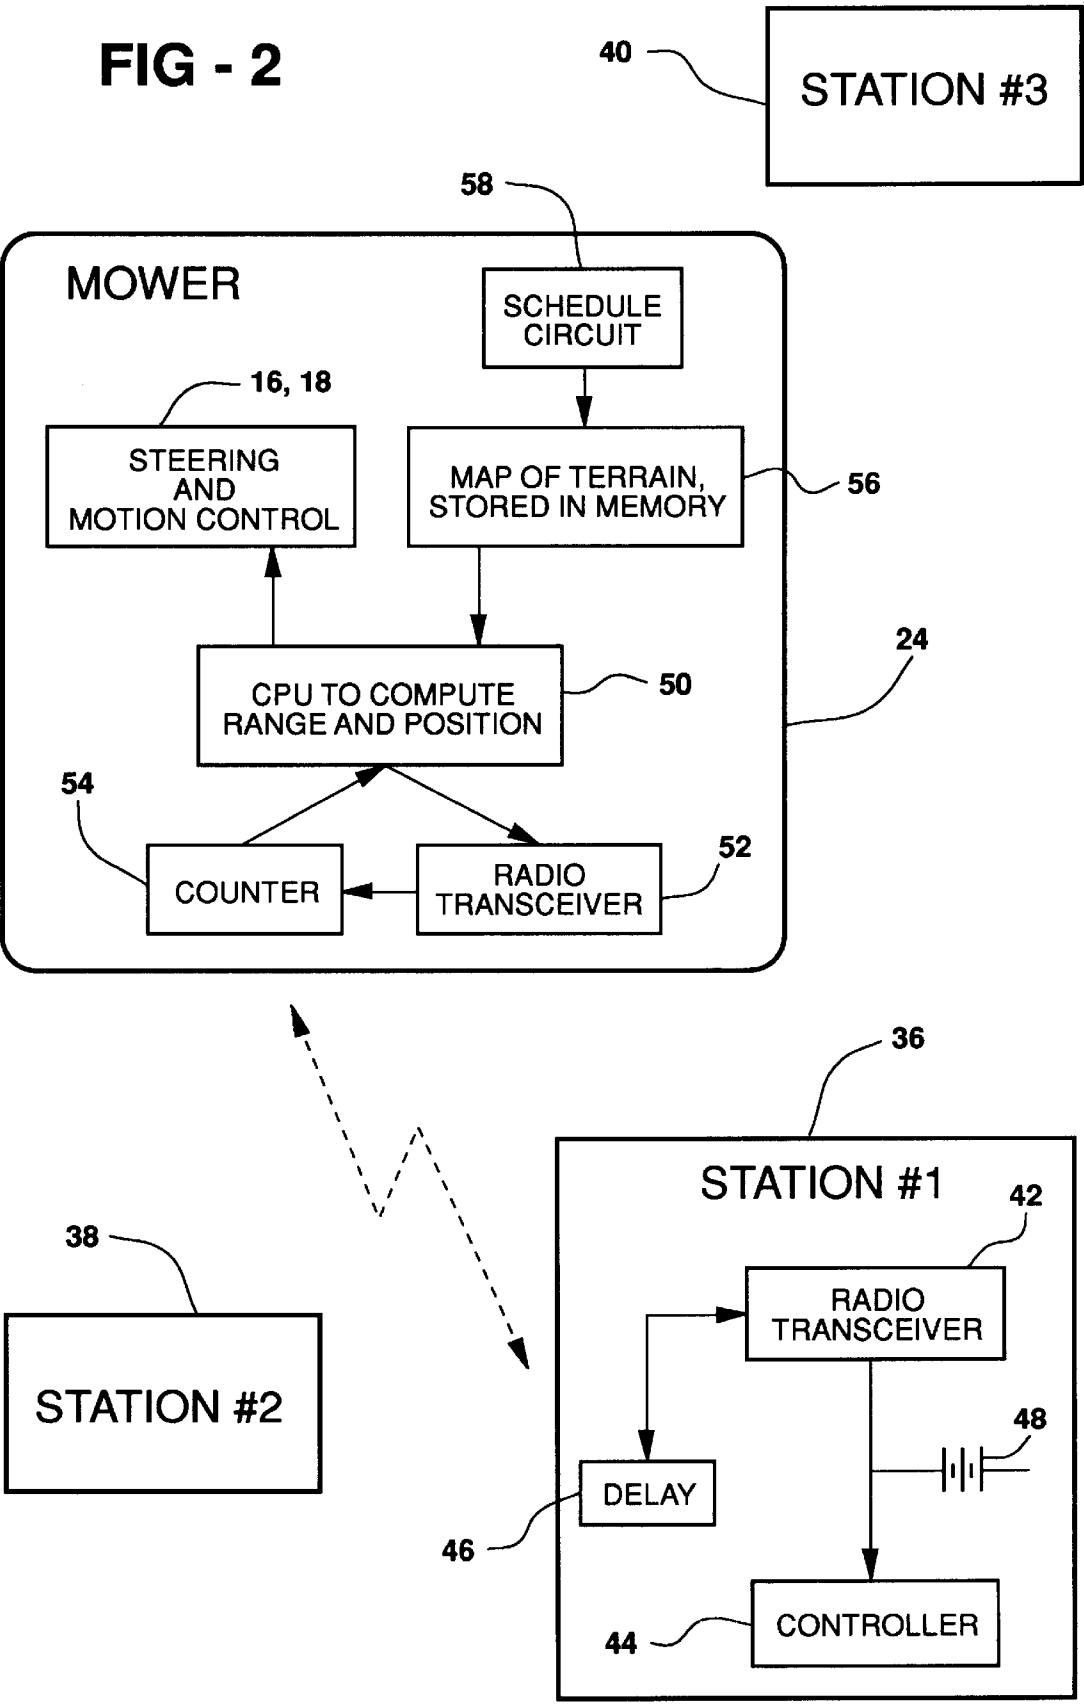 FIG - 2
40
STATION #3
58
MOWER
SCHEDULE
CIRCUIT
16, 18
STEERING
AND
MOTION CONTROL
MAP OF TERRAIN,
STORED IN MEMORY
56
24
CPU TO COMPUTE
RANGE AND POSITION
50
54
COUNTER
RADIO
TRANSCEIVER
52
36
STATION #1
42
RADIO
TRANSCEIVER
38
STATION #2
48
DELAY
46
CONTROLLER
44